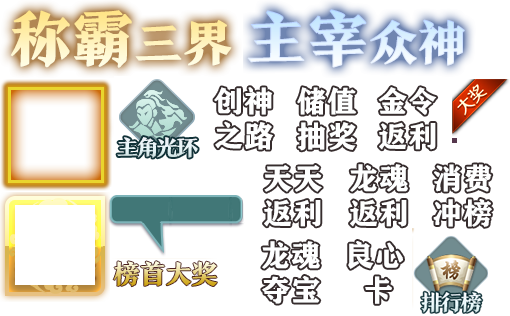 称霸三界 主宰众神
主角光环
创神之路
储值抽奖
金令返利
大奖
天天返利
龙魂返利
消费冲榜
榜首大奖
龙魂夺宝
良心卡
榜
排行榜